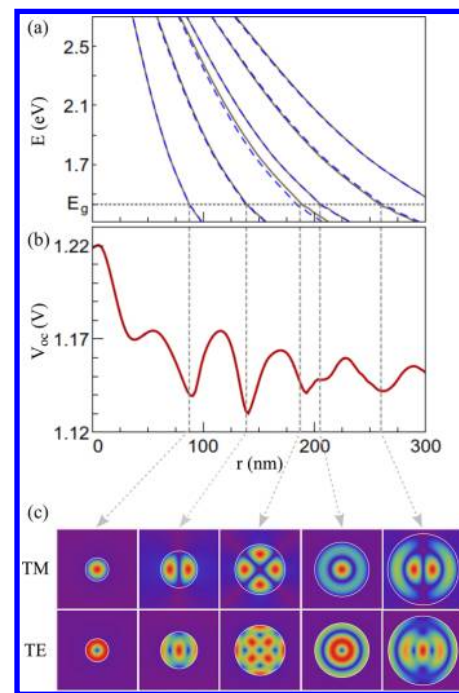 (a)
2.5
2.1
1.7
E (eV)
Eg
(b)
1.22
1.17
1.12
Voc (V)
0 100 200 300
r (nm)
(c)
TM
TE